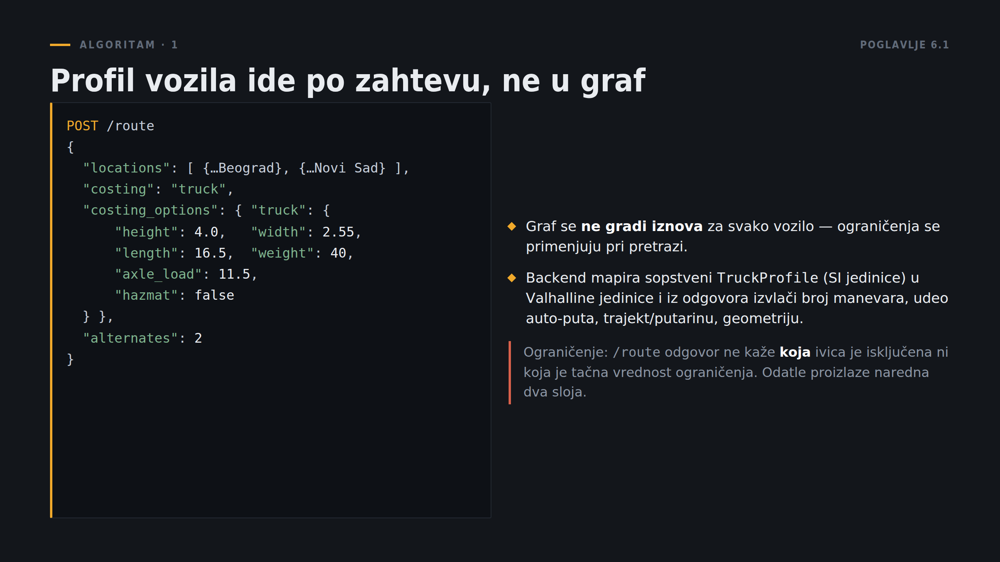 ALGORITAM · 1
POGLAVLJE 6.1
Profil vozila ide po zahtevu, ne u graf
POST /route
{
  "locations": [ {…Beograd}, {…Novi Sad} ],
  "costing": "truck",
  "costing_options": { "truck": {
      "height": 4.0,   "width": 2.55,
      "length": 16.5,  "weight": 40,
      "axle_load": 11.5,
      "hazmat": false
  } },
  "alternates": 2
}
Graf se ne gradi iznova za svako vozilo — ograničenja se
primenjuju pri pretrazi.
Backend mapira sopstveni TruckProfile (SI jedinice) u
Valhalline jedinice i iz odgovora izvlači broj manevara, udeo
auto-puta, trajekt/putarinu, geometriju.
Ograničenje: /route odgovor ne kaže koja ivica je isključena ni
koja je tačna vrednost ograničenja. Odatle proizlaze naredna
dva sloja.